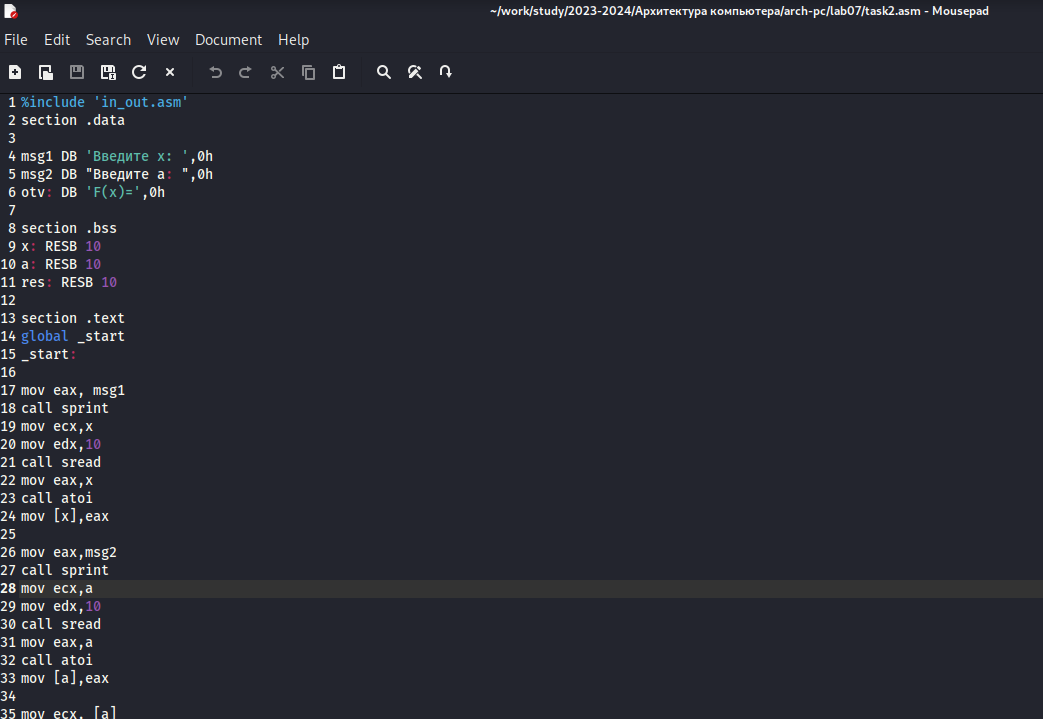 ~/work/study/2023-2024/Архитектура компьютера/arch-pc/lab07/task2.asm - Mousepad
File Edit Search View Document Help
1 %include 'in_out.asm'
2 section .data
3
4 msg1 DB 'Введите x: ',0h
5 msg2 DB "Введите a: ",0h
6 otv: DB 'F(x)=',0h
7
8 section .bss
9 x: RESB 10
10 a: RESB 10
11 res: RESB 10
12
13 section .text
14 global _start
15 _start:
16
17 mov eax, msg1
18 call sprint
19 mov ecx,x
20 mov edx,10
21 call sread
22 mov eax,x
23 call atoi
24 mov [x],eax
25
26 mov eax,msg2
27 call sprint
28 mov ecx,a
29 mov edx,10
30 call sread
31 mov eax,a
32 call atoi
33 mov [a],eax
34
35 mov ecx, [a]